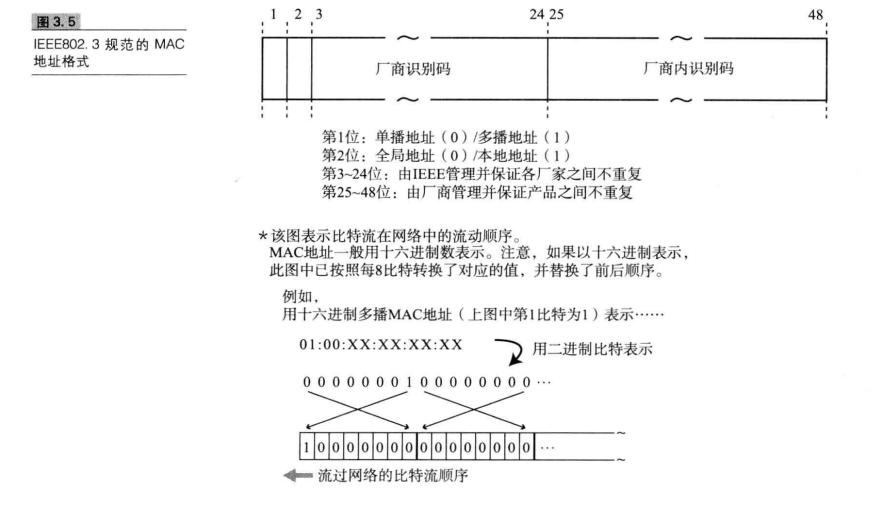 图 3.5
IEEE802.3 规范的 MAC
地址格式
1 2 3 24 25 48
厂商识别码 厂商内识别码
第1位：单播地址（0）/多播地址（1）
第2位：全局地址（0）/本地地址（1）
第3~24位：由IEEE管理并保证各厂家之间不重复
第25~48位：由厂商管理并保证产品之间不重复
*该图表示比特流在网络中的流动顺序。
MAC地址一般用十六进制数表示。注意，如果以十六进制表示，
此图中已按照每8比特转换了对应的值，并替换了前后顺序。
例如，
用十六进制多播MAC地址（上图中第1比特为1）表示……
01:00:XX:XX:XX:XX 用二进制比特表示
0 0 0 0 0 0 0 1 0 0 0 0 0 0 0 0 …
1 0 0 0 0 0 0 0 0 0 0 0 0 0 0 0 …
流过网络的比特流顺序